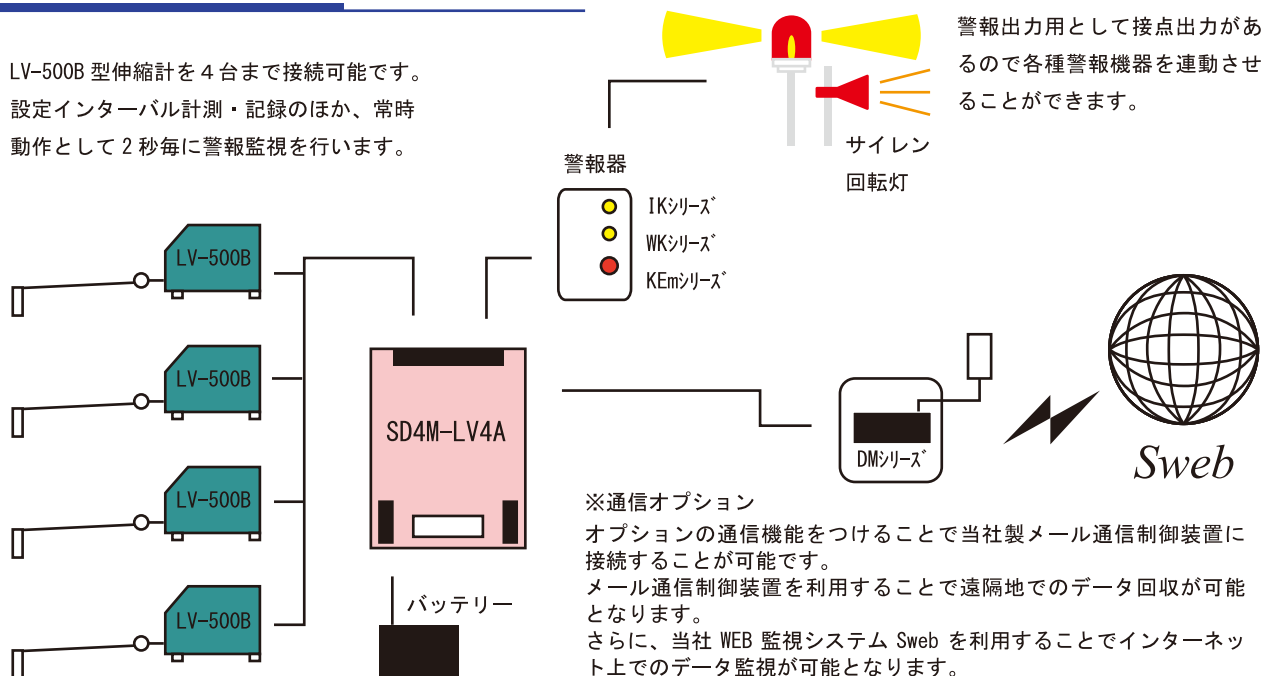 LV-500B 型伸縮計を４台まで接続可能です。
設定インターバル計測・記録のほか、常時
動作として 2 秒毎に警報監視を行います。
警報出力用として接点出力があ
るので各種警報機器を連動させ
ることができます。
サイレン
回転灯
警報器
IKｼﾘｰｽﾞ
WKｼﾘｰｽﾞ
KEmｼﾘｰｽﾞ
LV-500B
LV-500B
LV-500B
LV-500B
SD4M-LV4A
バッテリー
DMｼﾘｰｽﾞ
Sweb
※通信オプション
オプションの通信機能をつけることで当社製メール通信制御装置に
接続することが可能です。
メール通信制御装置を利用することで遠隔地でのデータ回収が可能
となります。
さらに、当社 WEB 監視システム Sweb を利用することでインターネッ
ト上でのデータ監視が可能となります。